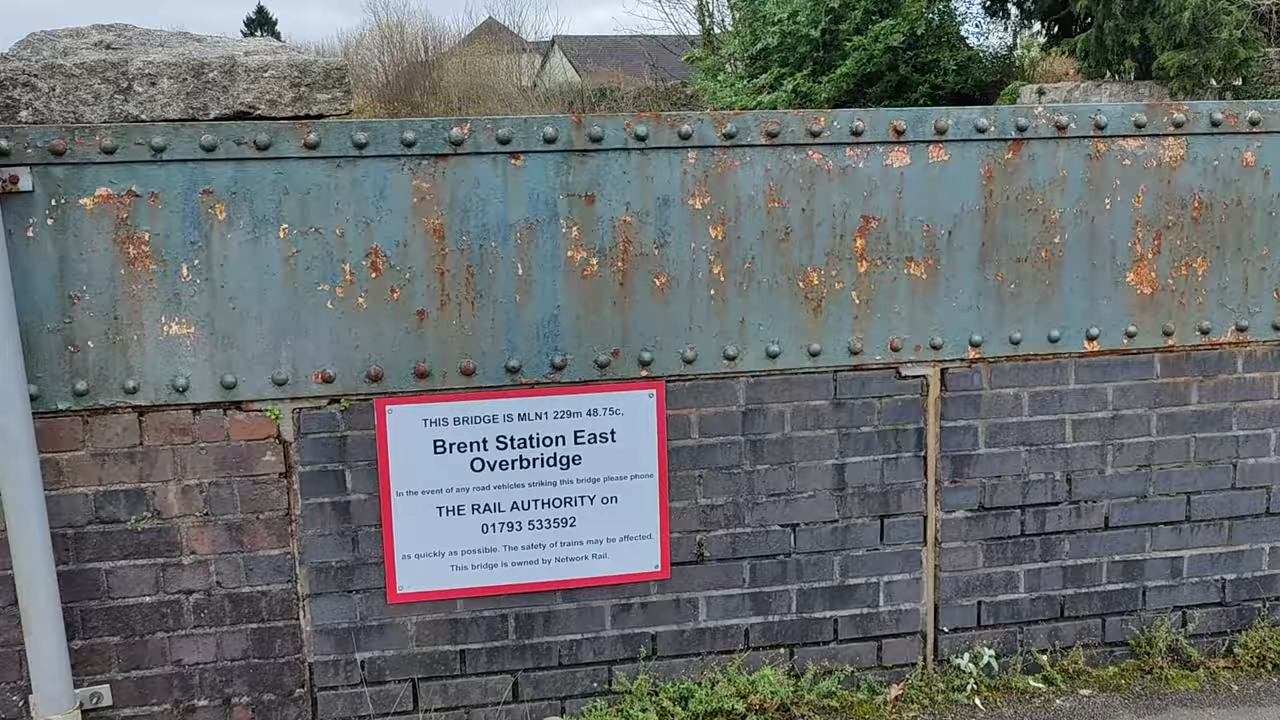 THIS BRIDGE IS MLN1 229m 48.75c,
Brent Station East
Overbridge
In the event of any road vehicles striking this bridge please phone
THE RAIL AUTHORITY on
01793 533592
as quickly as possible. The safety of trains may be affected.
This bridge is owned by Network Rail.